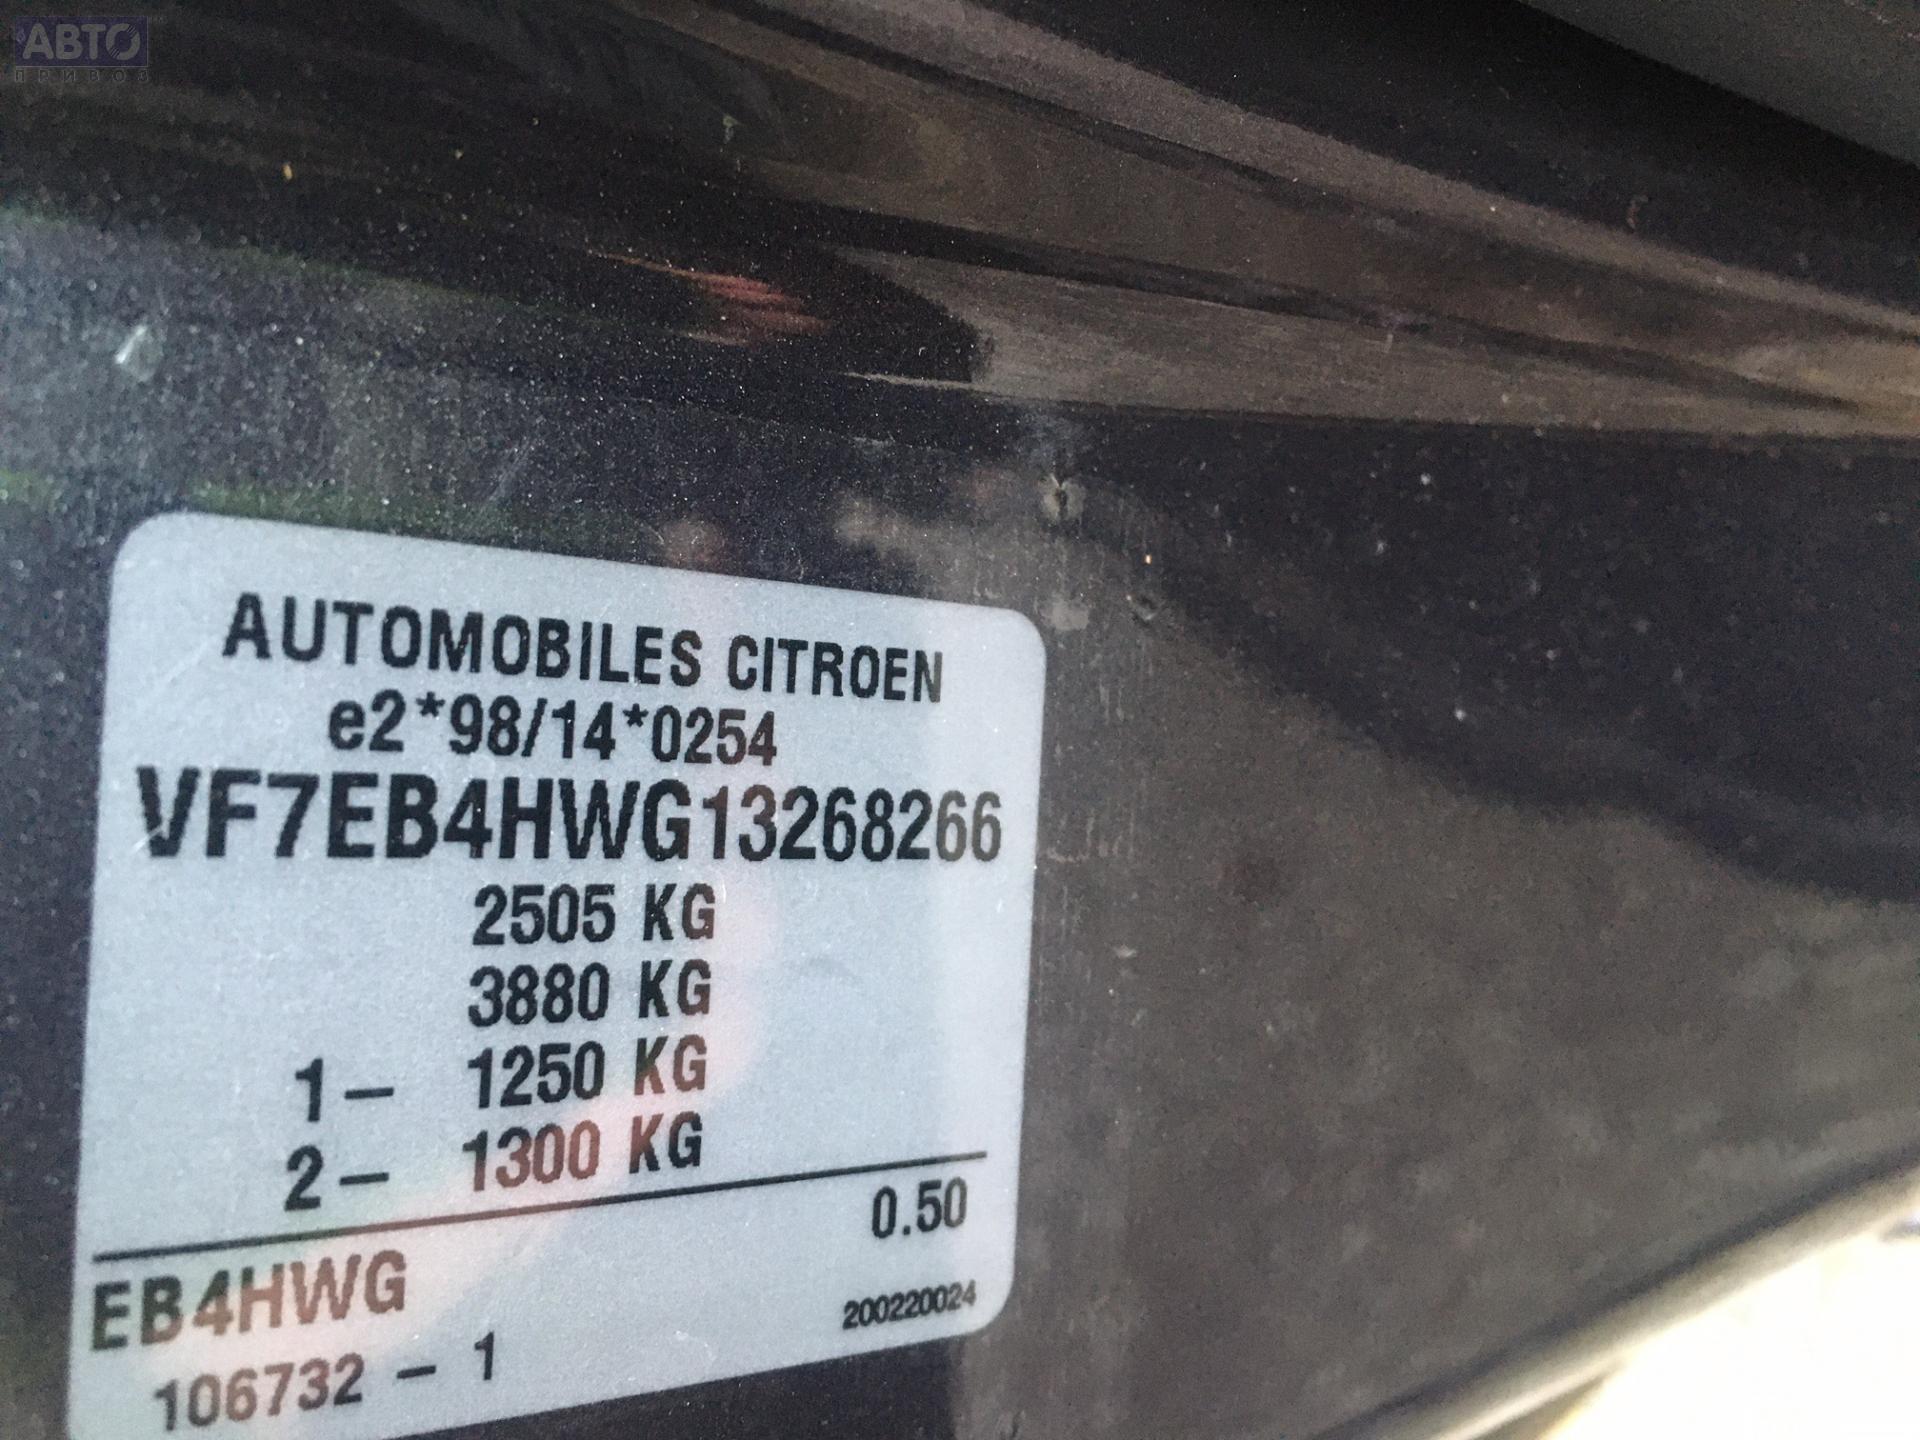 АВТО
ПРИВОЗ
AUTOMOBILES CITROEN
e2*98/14*0254
VF7EB4HWG13268266
2505 KG
3880 KG
1 - 1250 KG
2 - 1300 KG
0.50
EB4HWG
200220024
106732 - 1